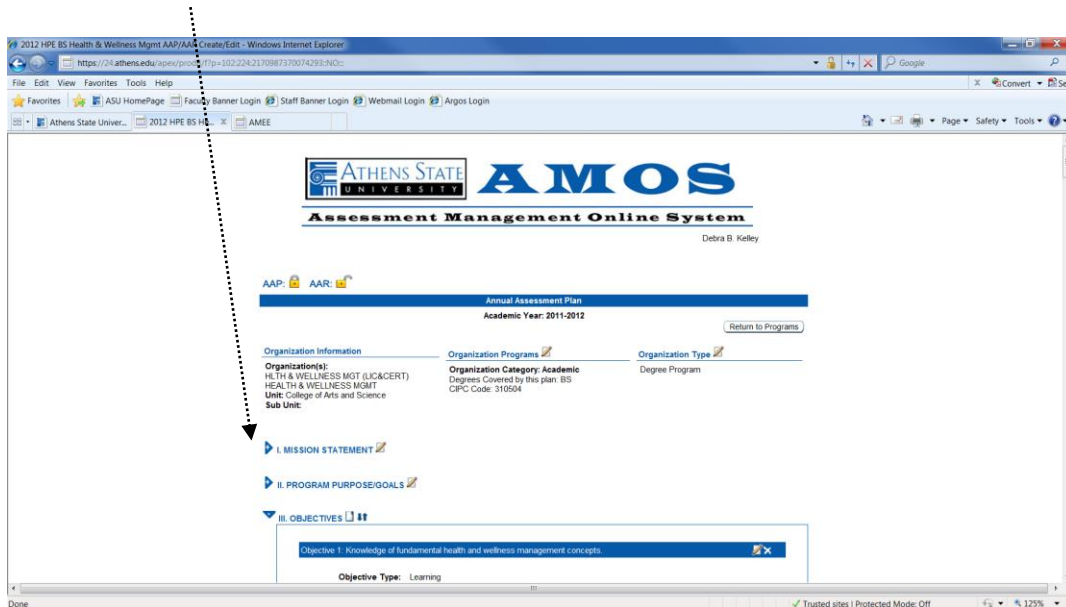 2012 HPE BS Health & Wellness Mgmt AAP/AAR Create/Edit - Windows Internet Explorer
https://24.athens.edu/apex/prod8/f?p=102:224:2170987370074293::NO:::
Google
File Edit View Favorites Tools Help
Convert
Favorites ASU HomePage Faculty Banner Login Staff Banner Login Webmail Login Argos Login
Athens State Univer... 2012 HPE BS He... X AMEE
Page Safety Tools
ATHENS STATE
UNIVERSITY
AMOS
Assessment Management Online System
Debra B. Kelley
AAP: AAR:
Annual Assessment Plan
Academic Year: 2011-2012
Return to Programs
Organization Information
Organization(s):
HLTH & WELLNESS MGT (LIC&CERT)
HEALTH & WELLNESS MGMT
Unit: College of Arts and Science
Sub Unit:
Organization Programs
Organization Category: Academic
Degrees Covered by this plan: BS
CIPC Code: 310504
Organization Type
Degree Program
I. MISSION STATEMENT
II. PROGRAM PURPOSE/GOALS
III. OBJECTIVES
Objective 1: Knowledge of fundamental health and wellness management concepts.
Objective Type: Learning
Done
Trusted sites | Protected Mode: Off
125%